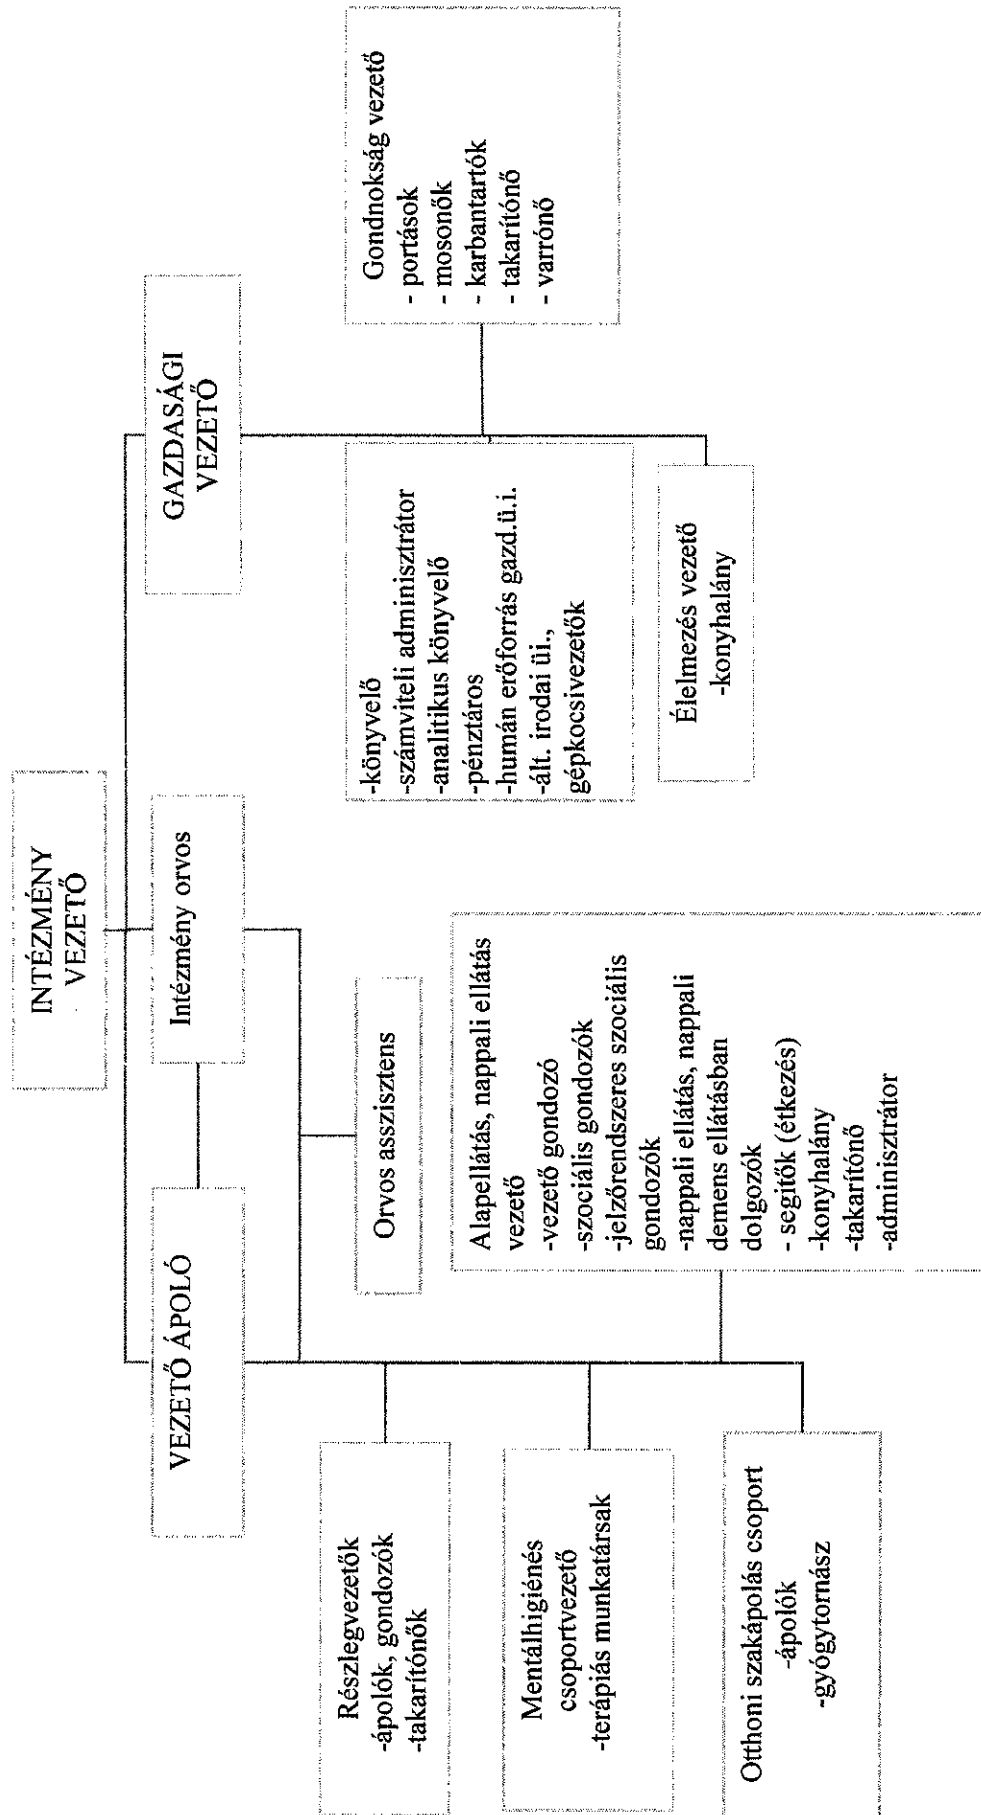 INTÉZMÉNY
VEZETŐ
VEZETŐ ÁPOLÓ
Intézmény orvos
GAZDASÁGI
VEZETŐ
Orvos asszisztens
Részlegvezetők
-ápolók, gondozók
-takarítónők
Mentálhigiénés
csoportvezető
-terápiás munkatársak
Otthoni szakápolás csoport
-ápolók
-gyógytornász
Alapellátás, nappali ellátás
vezető
-vezető gondozó
-szociális gondozók
-jelzőrendszeres szociális
gondozók
-nappali ellátás, nappali
demens ellátásban
dolgozók
- segítők (étkezés)
-konyhalány
-takarítónő
-adminisztrátor
-könyvelő
-számviteli adminisztrátor
-analitikus könyvelő
-pénztáros
-humán erőforrás gazd.ü.i.
-ált. irodai üi.,
gépkocsivezetők
Élelmezés vezető
-konyhalány
Gondnokság vezető
- portások
- mosonők
- karbantartók
- takarítónő
- varrónő